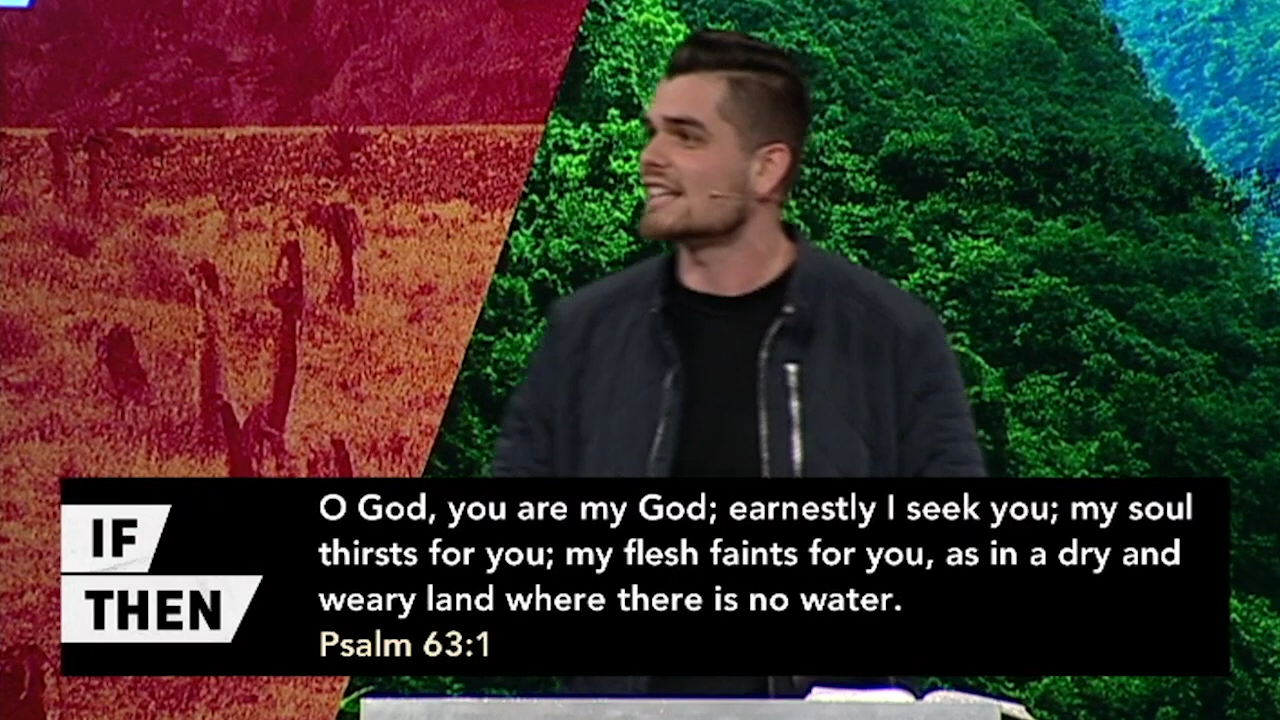 IF
THEN
O God, you are my God; earnestly I seek you; my soul
thirsts for you; my flesh faints for you, as in a dry and
weary land where there is no water.
Psalm 63:1